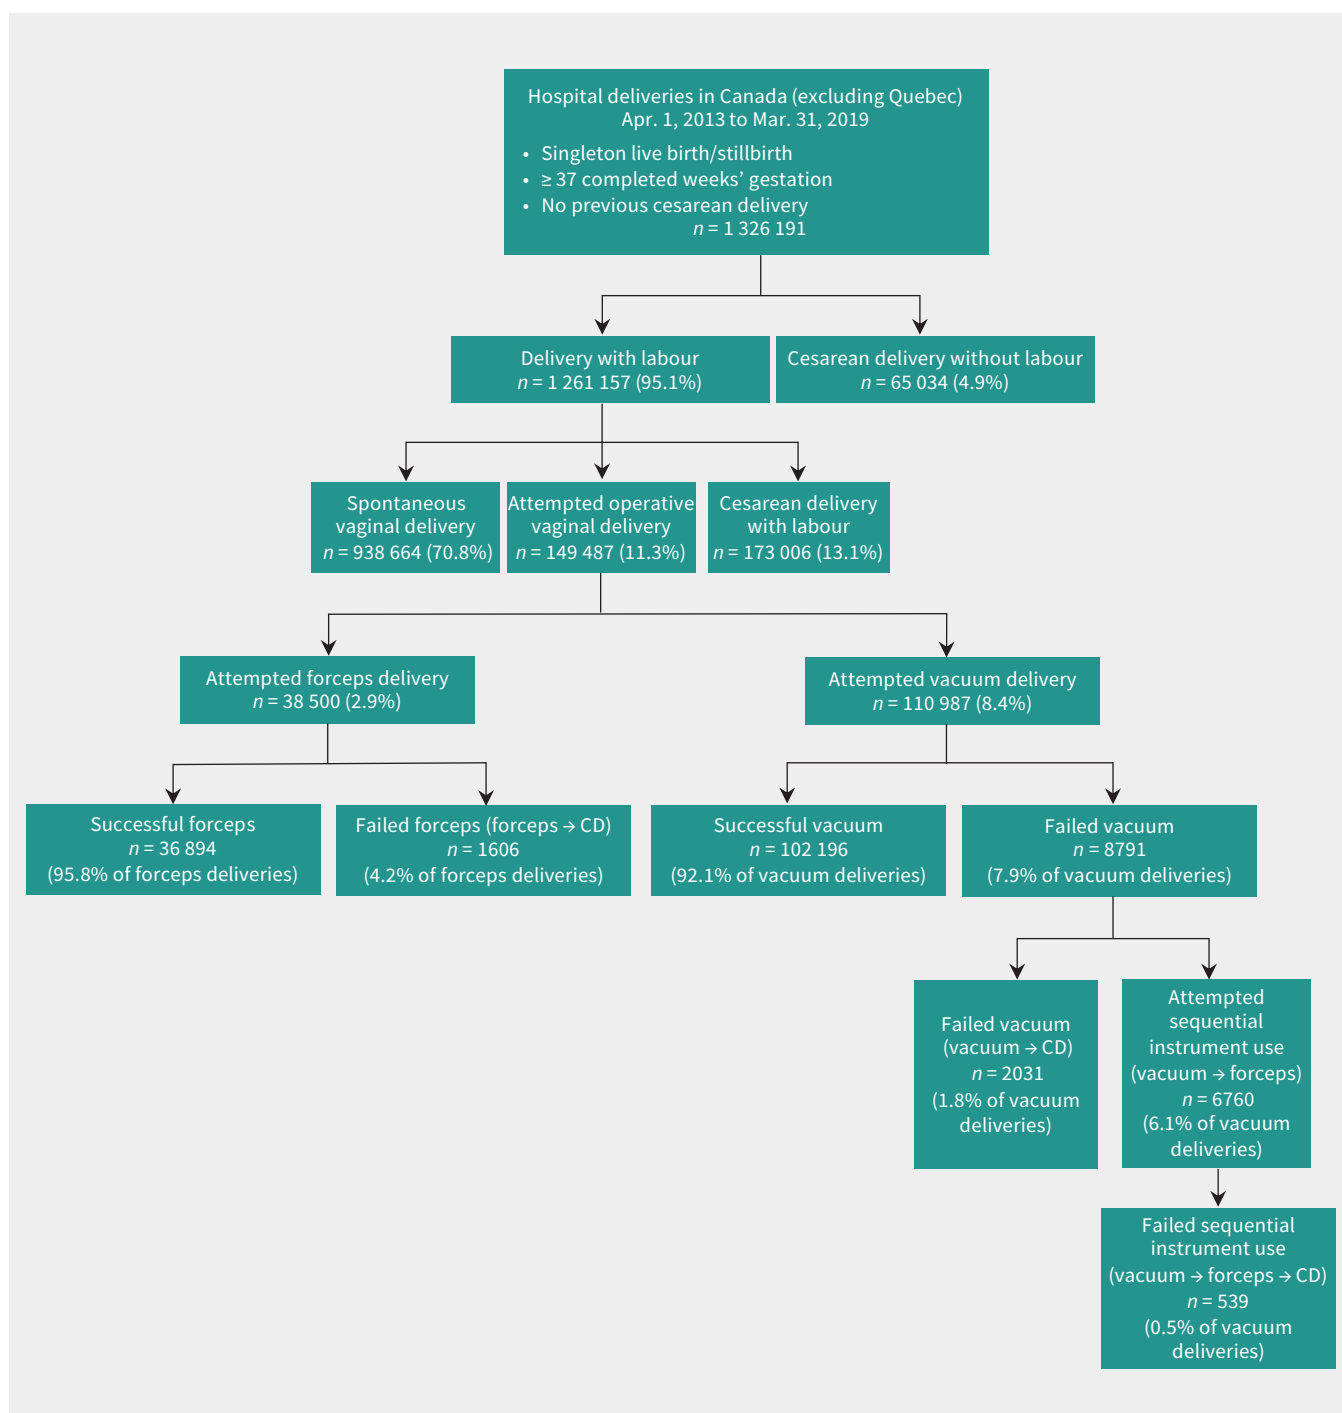 Hospital deliveries in Canada (excluding Quebec)
Apr. 1, 2013 to Mar. 31, 2019
• Singleton live birth/stillbirth
• ≥ 37 completed weeks’ gestation
• No previous cesarean delivery
n = 1 326 191
Delivery with labour
n = 1 261 157 (95.1%)
Cesarean delivery without labour
n = 65 034 (4.9%)
Spontaneous
vaginal delivery
n = 938 664 (70.8%)
Attempted operative
vaginal delivery
n = 149 487 (11.3%)
Cesarean delivery
with labour
n = 173 006 (13.1%)
Attempted forceps delivery
n = 38 500 (2.9%)
Attempted vacuum delivery
n = 110 987 (8.4%)
Successful forceps
n = 36 894
(95.8% of forceps deliveries)
Failed forceps (forceps → CD)
n = 1606
(4.2% of forceps deliveries)
Successful vacuum
n = 102 196
(92.1% of vacuum deliveries)
Failed vacuum
n = 8791
(7.9% of vacuum deliveries)
Failed vacuum
(vacuum → CD)
n = 2031
(1.8% of vacuum
deliveries)
Attempted
sequential
instrument use
(vacuum → forceps)
n = 6760
(6.1% of vacuum
deliveries)
Failed sequential
instrument use
(vacuum → forceps → CD)
n = 539
(0.5% of vacuum
deliveries)